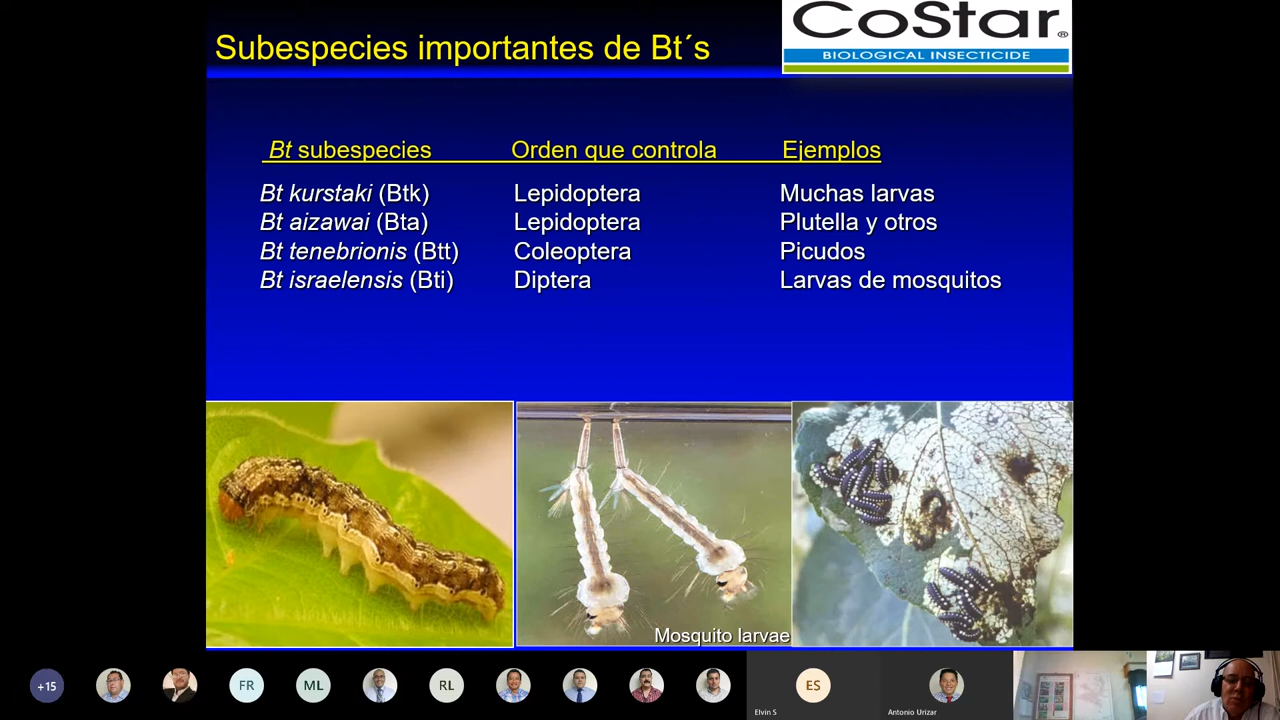 Subespecies importantes de Bt´s
CoStar®
BIOLOGICAL INSECTICIDE
Bt subespecies Orden que controla Ejemplos
Bt kurstaki (Btk) Lepidoptera Muchas larvas
Bt aizawai (Bta) Lepidoptera Plutella y otros
Bt tenebrionis (Btt) Coleoptera Picudos
Bt israelensis (Bti) Diptera Larvas de mosquitos
Mosquito larvae
+15 FR ML RL ES
Elvin S Antonio Urizar